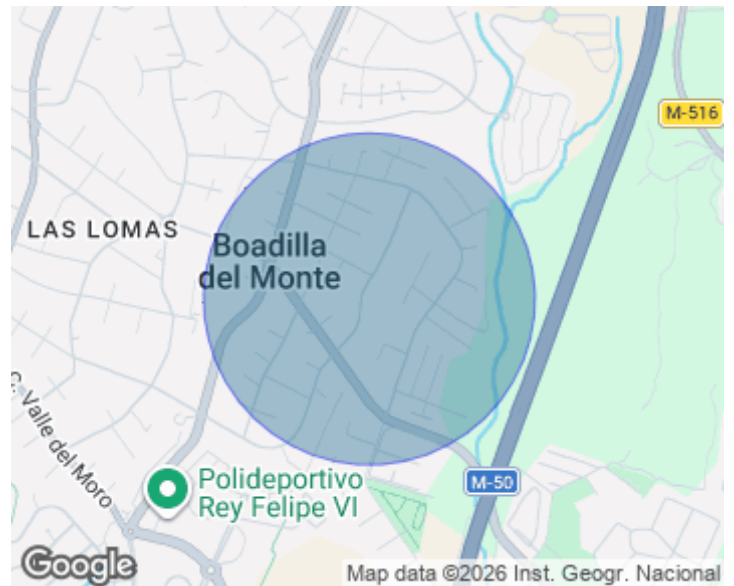 M-516
LAS LOMAS
Boadilla
del Monte
C. Valle del Moro
Polideportivo
Rey Felipe VI
M-50
Google
Map data ©2026 Inst. Geogr. Nacional